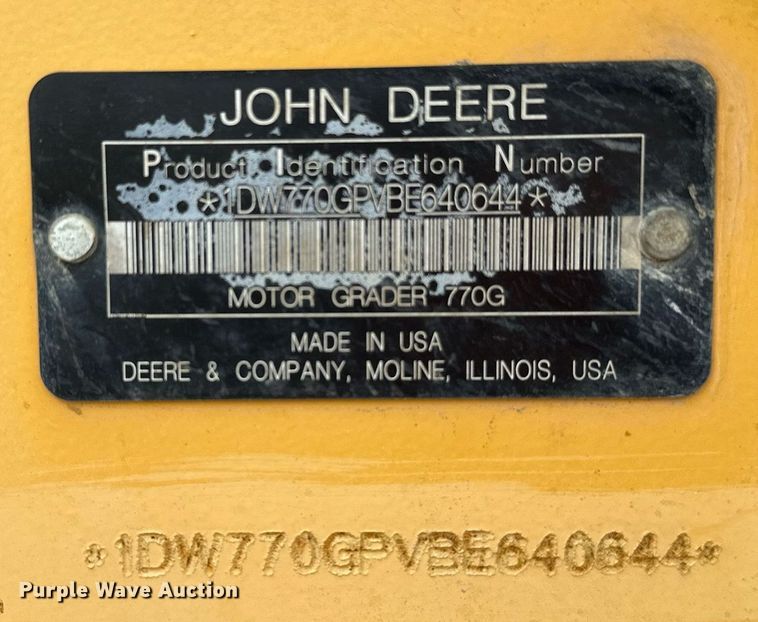 JOHN DEERE
Product Identification Number
*1DW770GPVBE640644*
MOTOR GRADER 770G
MADE IN USA
DEERE & COMPANY, MOLINE, ILLINOIS, USA
*1DW770GPVBE640644*
Purple Wave Auction